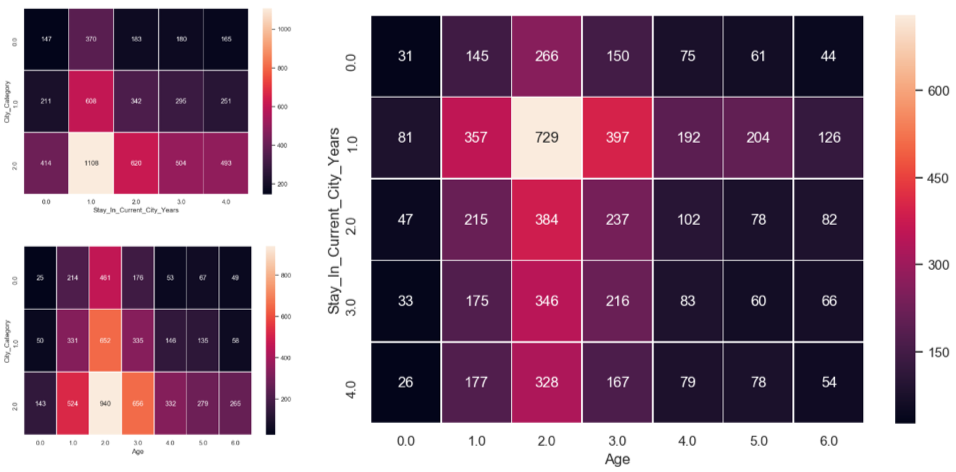 1000
800
600
400
200
City_Category
0.0 147 370 183 180 165
1.0 211 608 342 295 251
2.0 414 1108 620 504 493
0.0 1.0 2.0 3.0 4.0
Stay_In_Current_City_Years
800
600
400
200
City_Category
0.0 25 214 461 176 53 67 49
1.0 50 331 652 335 146 135 58
2.0 143 524 940 656 332 279 265
0.0 1.0 2.0 3.0 4.0 5.0 6.0
Age
Stay_In_Current_City_Years
0.0 31 145 266 150 75 61 44
1.0 81 357 729 397 192 204 126
2.0 47 215 384 237 102 78 82
3.0 33 175 346 216 83 60 66
4.0 26 177 328 167 79 78 54
0.0 1.0 2.0 3.0 4.0 5.0 6.0
Age
600
450
300
150